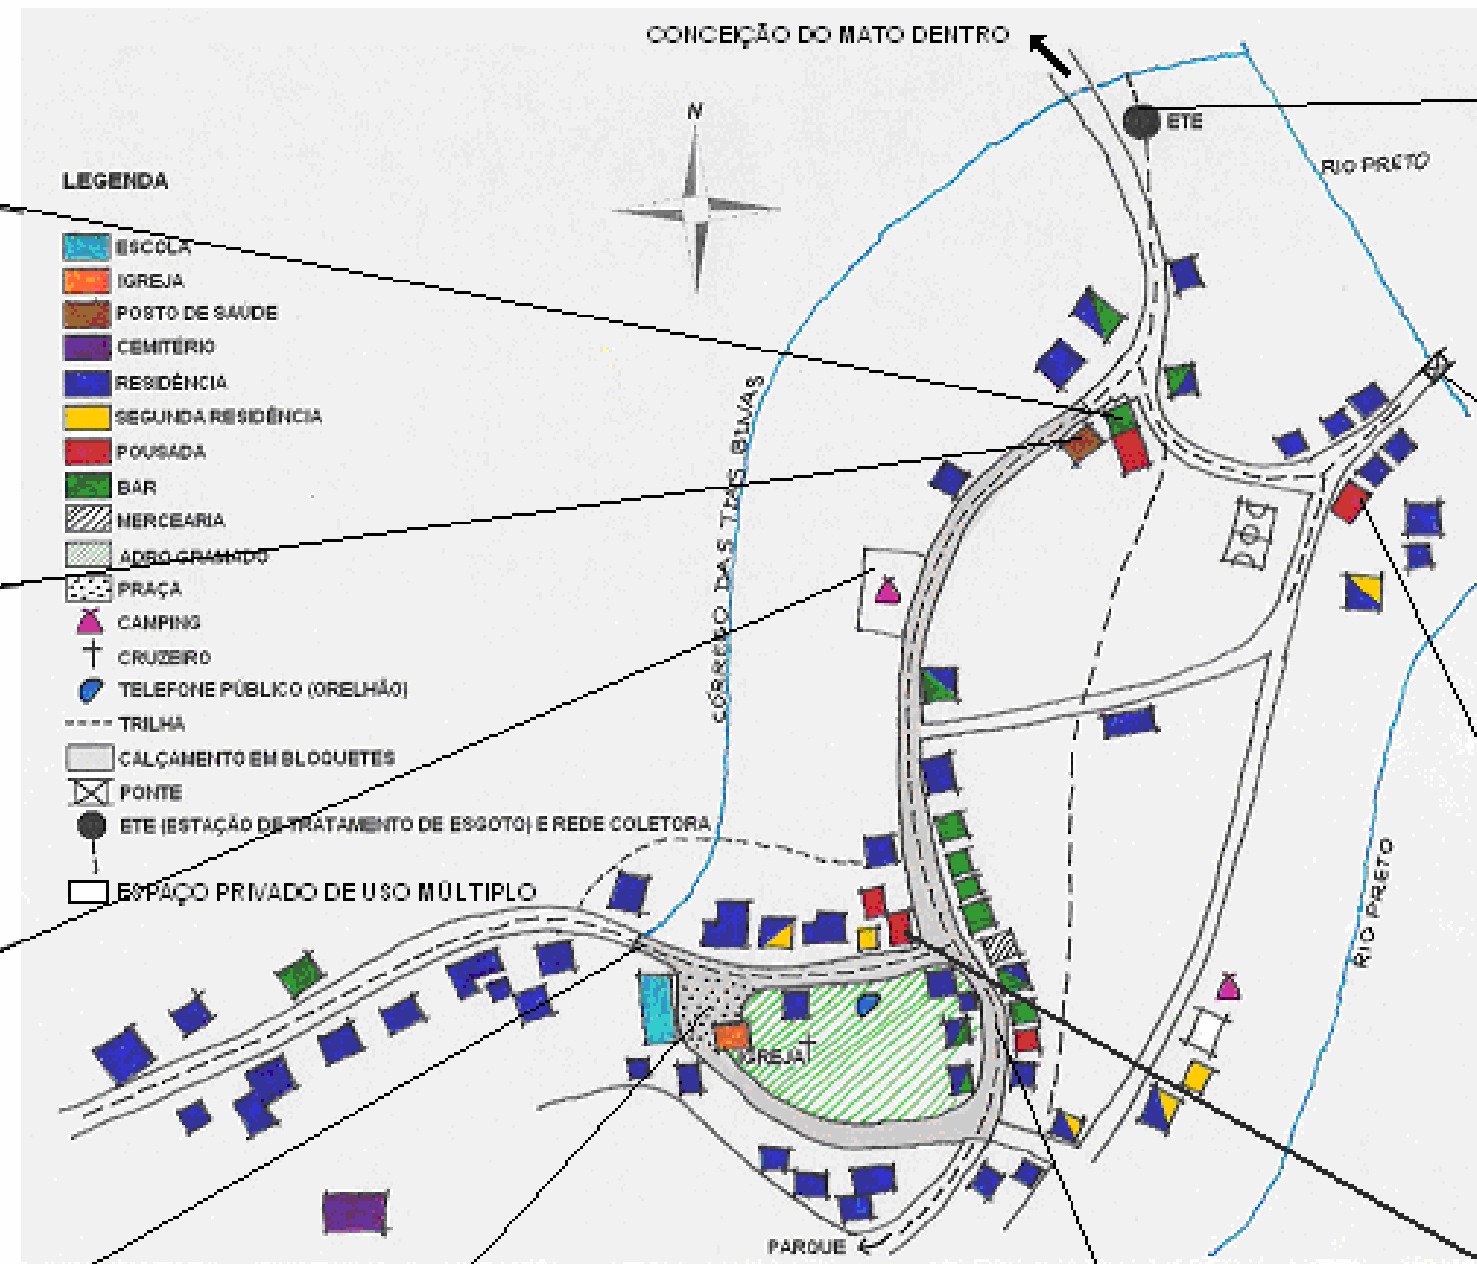 CONCEIÇÃO DO MATO DENTRO
N
ETE
RIO PRETO
LEGENDA
ESCOLA
IGREJA
POSTO DE SAÚDE
CEMITÉRIO
RESIDÊNCIA
SEGUNDA RESIDÊNCIA
POUSADA
BAR
MERCEARIA
ADRO GRAMADO
PRAÇA
CAMPING
CRUZEIRO
TELEFONE PÚBLICO (ORELHÃO)
TRILHA
CALÇAMENTO EM BLOQUETES
PONTE
ETE (ESTAÇÃO DE TRATAMENTO DE ESGOTO) E REDE COLETORA
ESPAÇO PRIVADO DE USO MÚLTIPLO
CÓRREGO DAS TRÊS
RIO PRETO
IGREJA
PARQUE